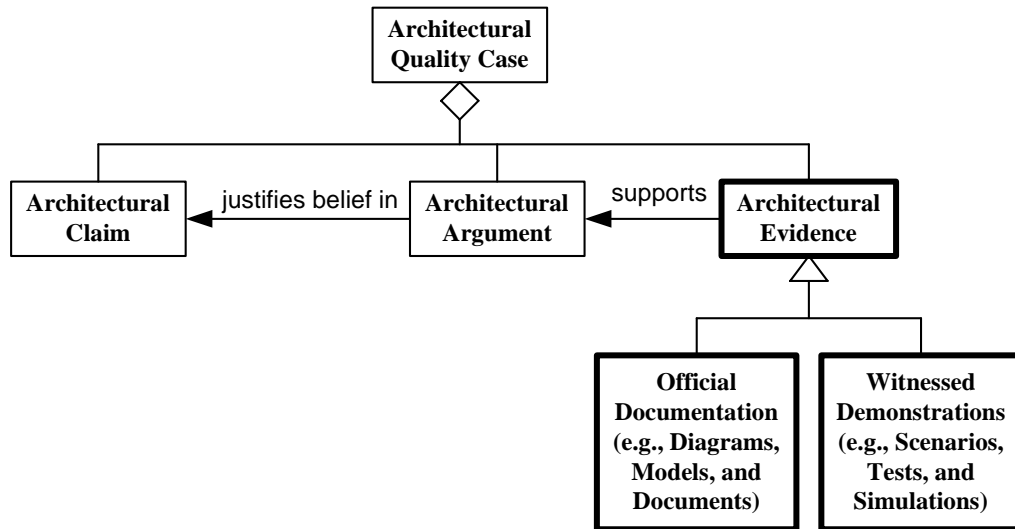 Architectural
Quality Case
Architectural
Claim
justifies belief in
Architectural
Argument
supports
Architectural
Evidence
Official
Documentation
(e.g., Diagrams,
Models, and
Documents)
Witnessed
Demonstrations
(e.g., Scenarios,
Tests, and
Simulations)